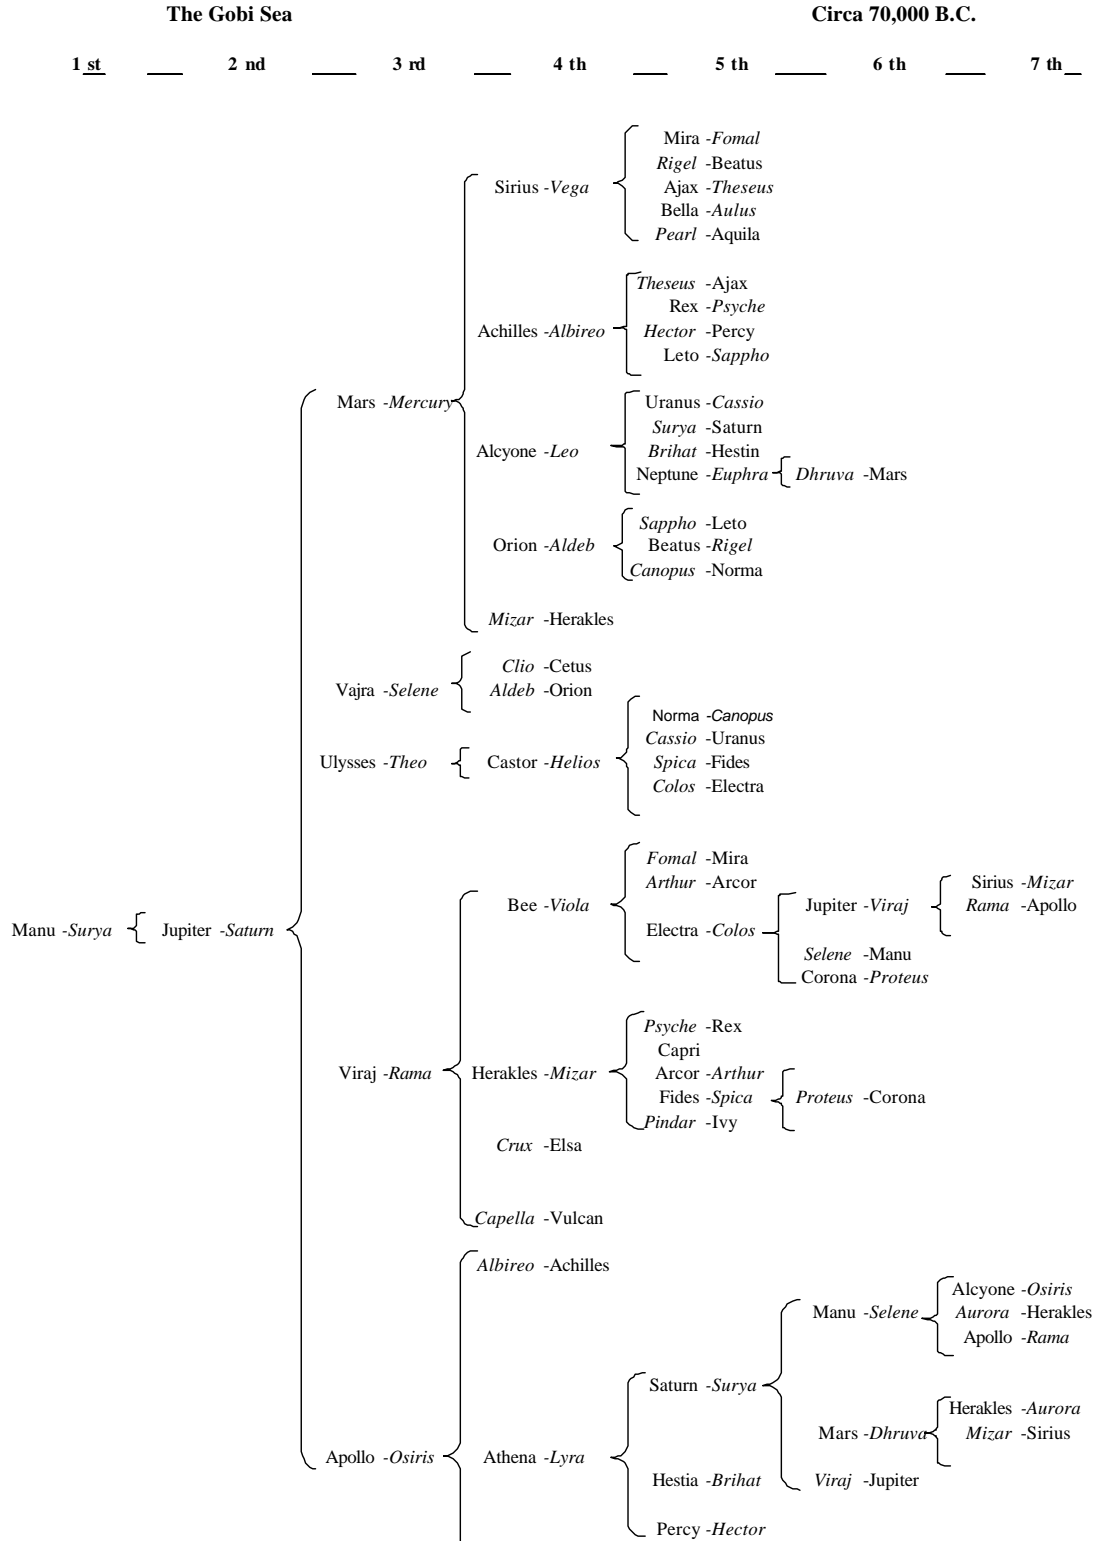 The Gobi Sea Circa 70,000 B.C.
1 st 2 nd 3 rd 4 th 5 th 6 th 7 th
Mira -Fomal
Rigel -Beatus
Sirius -Vega Ajax -Theseus
Bella -Aulus
Pearl -Aquila
Theseus -Ajax
Rex -Psyche
Achilles -Albireo Hector -Percy
Leto -Sappho
Mars -Mercury Uranus -Cassio
Surya -Saturn
Alcyone -Leo Brihat -Hestin
Neptune -Euphra Dhruva -Mars
Sappho -Leto
Orion -Aldeb Beatus -Rigel
Canopus -Norma
Mizar -Herakles
Clio -Cetus
Vajra -Selene Aldeb -Orion
Norma -Canopus
Cassio -Uranus
Ulysses -Theo Castor -Helios Spica -Fides
Colos -Electra
Fomal -Mira
Arthur -Arcor Sirius -Mizar
Bee -Viola Jupiter -Viraj Rama -Apollo
Manu -Surya Jupiter -Saturn Electra -Colos
Selene -Manu
Corona -Proteus
Psyche -Rex
Capri
Viraj -Rama Herakles -Mizar Arcor -Arthur
Fides -Spica Proteus -Corona
Pindar -Ivy
Crux -Elsa
Capella -Vulcan
Albireo -Achilles
Alcyone -Osiris
Manu -Selene Aurora -Herakles
Apollo -Rama
Saturn -Surya
Herakles -Aurora
Mars -Dhruva Mizar -Sirius
Apollo -Osiris Athena -Lyra
Hestia -Brihat Viraj -Jupiter
Percy -Hector